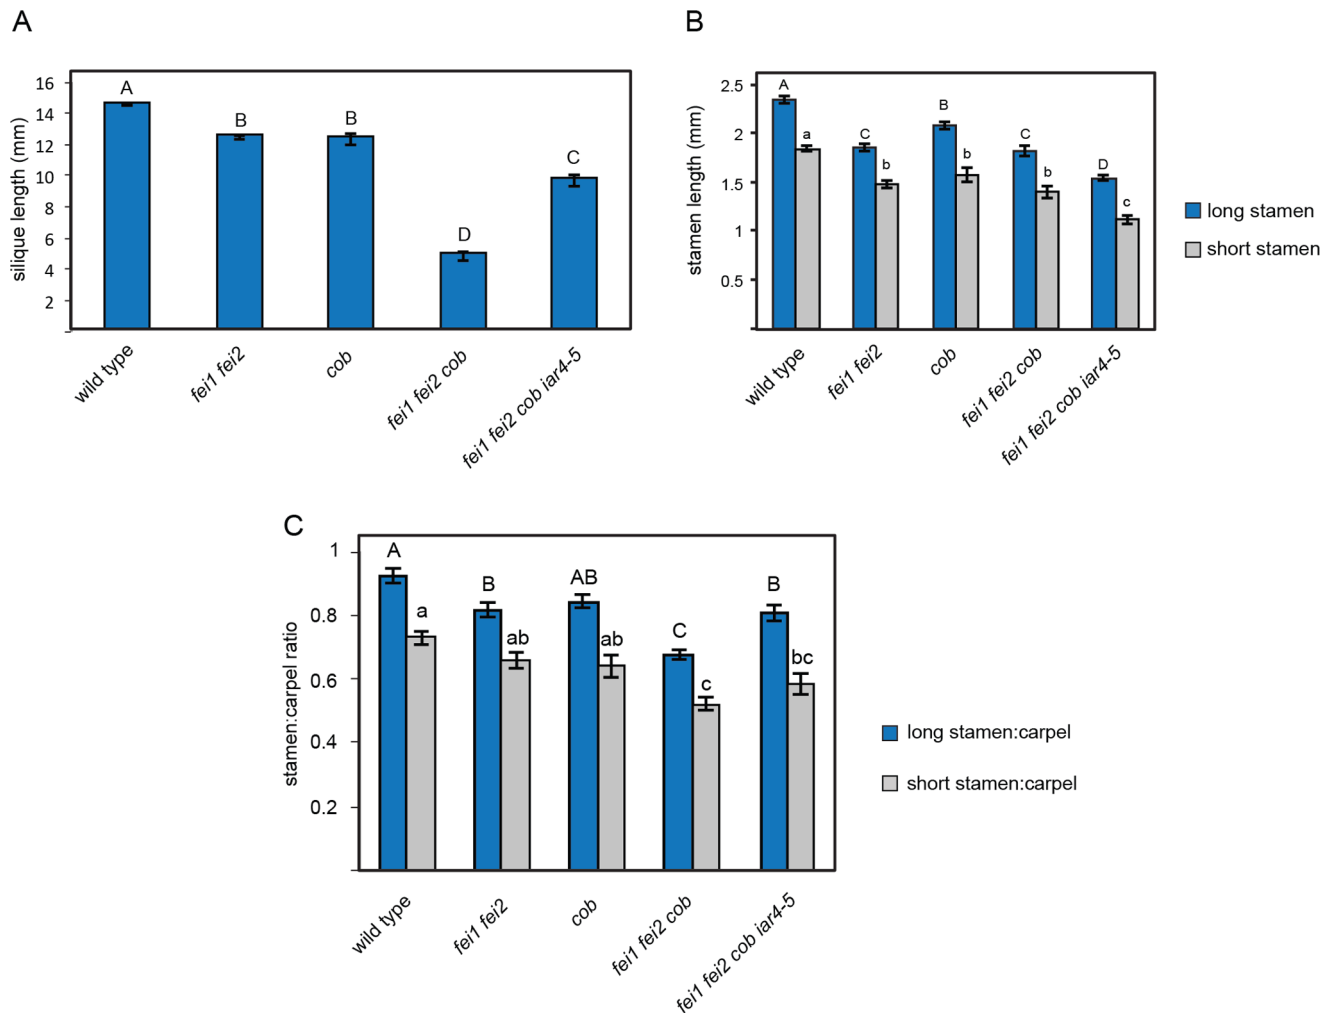 A
silique length (mm)
16
14
12
10
8
6
4
2
A
B
B
D
C
wild type
fei1 fei2
cob
fei1 fei2 cob
fei1 fei2 cob iar4-5
B
stamen length (mm)
2.5
2
1.5
1
0.5
A
a
C
b
B
b
C
b
D
c
wild type
fei1 fei2
cob
fei1 fei2 cob
fei1 fei2 cob iar4-5
long stamen
short stamen
C
stamen:carpel ratio
1
0.8
0.6
0.4
0.2
A
a
B
ab
AB
ab
C
c
B
bc
wild type
fei1 fei2
cob
fei1 fei2 cob
fei1 fei2 cob iar4-5
long stamen:carpel
short stamen:carpel